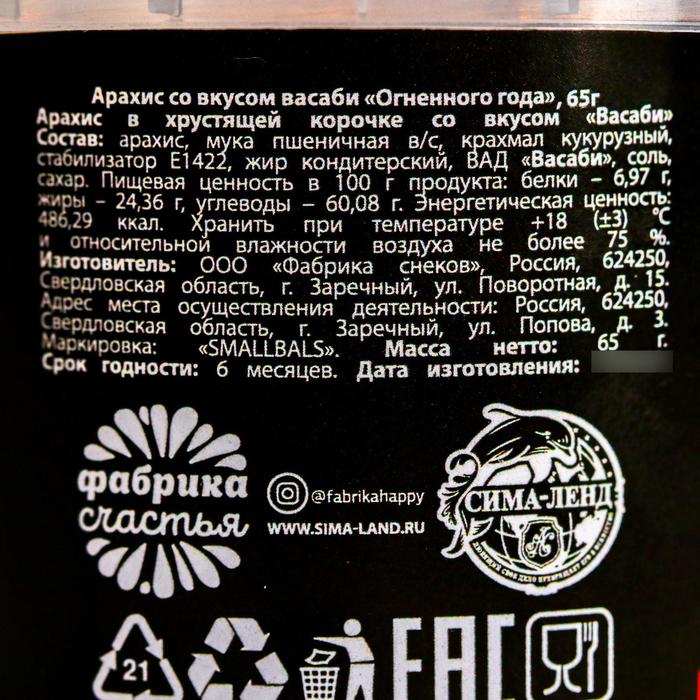 Арахис со вкусом васаби «Огненного года», 65г
Арахис в хрустящей корочке со вкусом «Васаби»
Состав: арахис, мука пшеничная в/с, крахмал кукурузный,
стабилизатор Е1422, жир кондитерский, ВАД «Васаби», соль,
сахар. Пищевая ценность в 100 г продукта: белки – 6,97 г,
жиры – 24,36 г, углеводы – 60,08 г. Энергетическая ценность:
486,29 ккал. Хранить при температуре +18 (±3) °С
и относительной влажности воздуха не более 75 %.
Изготовитель: ООО «Фабрика снеков», Россия, 624250,
Свердловская область, г. Заречный, ул. Поворотная, д. 15.
Адрес места осуществления деятельности: Россия, 624250,
Свердловская область, г. Заречный, ул. Попова, д. 3.
Маркировка: «SMALLBALS». Масса нетто: 65 г.
Срок годности: 6 месяцев. Дата изготовления:
фабрика
счастья
@fabrikahappy
WWW.SIMA-LAND.RU
СИМА-ЛЕНД
21
ЕАС